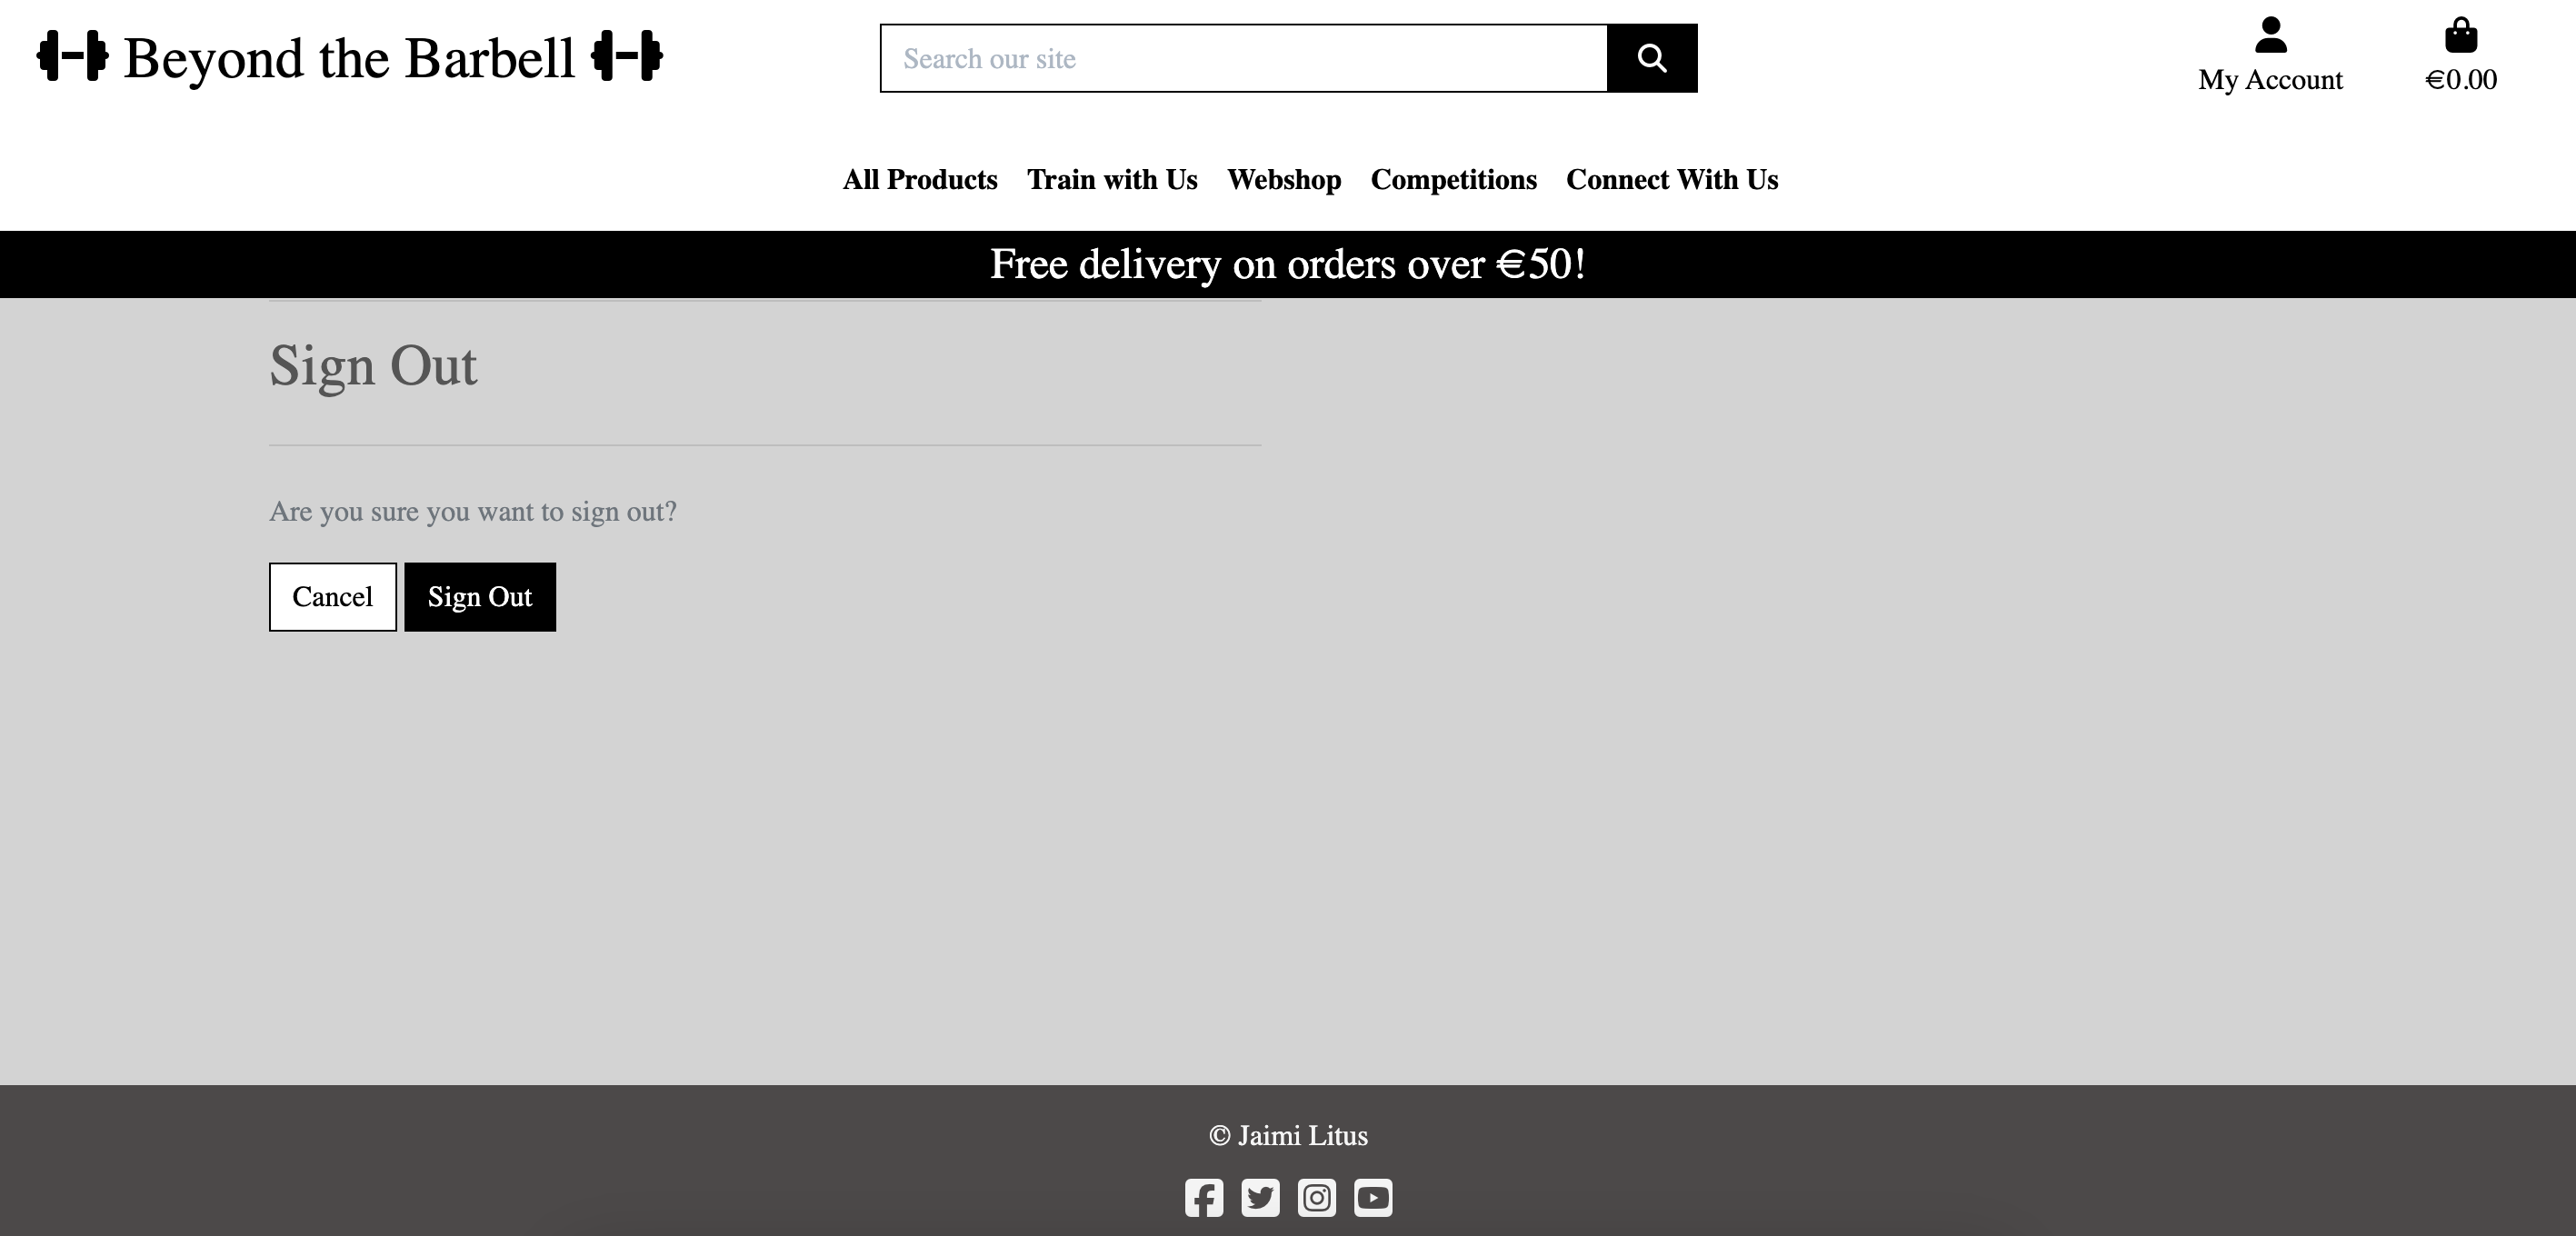 Beyond the Barbell
Search our site
My Account
€0.00
All Products Train with Us Webshop Competitions Connect With Us
Free delivery on orders over €50!
Sign Out
Are you sure you want to sign out?
Cancel Sign Out
© Jaimi Litus